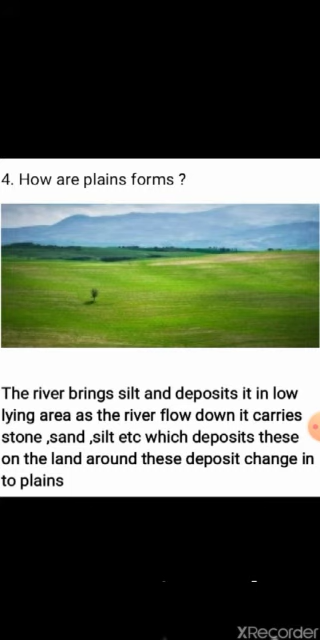 4. How are plains forms ?
The river brings silt and deposits it in low
lying area as the river flow down it carries
stone ,sand ,silt etc which deposits these
on the land around these deposit change in
to plains
XRecorder